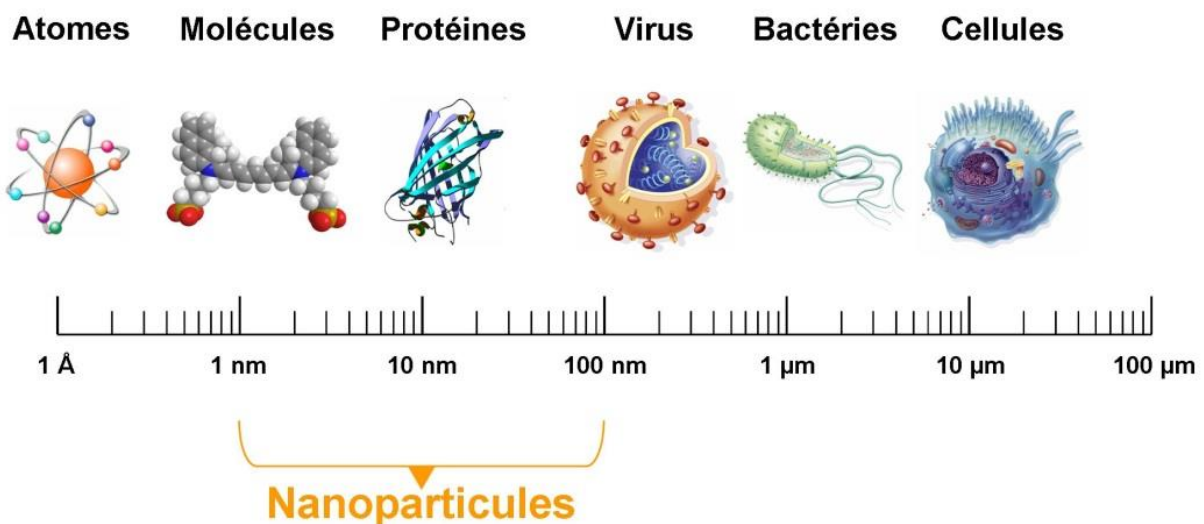 Atomes Molécules Protéines Virus Bactéries Cellules
1 Å 1 nm 10 nm 100 nm 1 µm 10 µm 100 µm
Nanoparticules